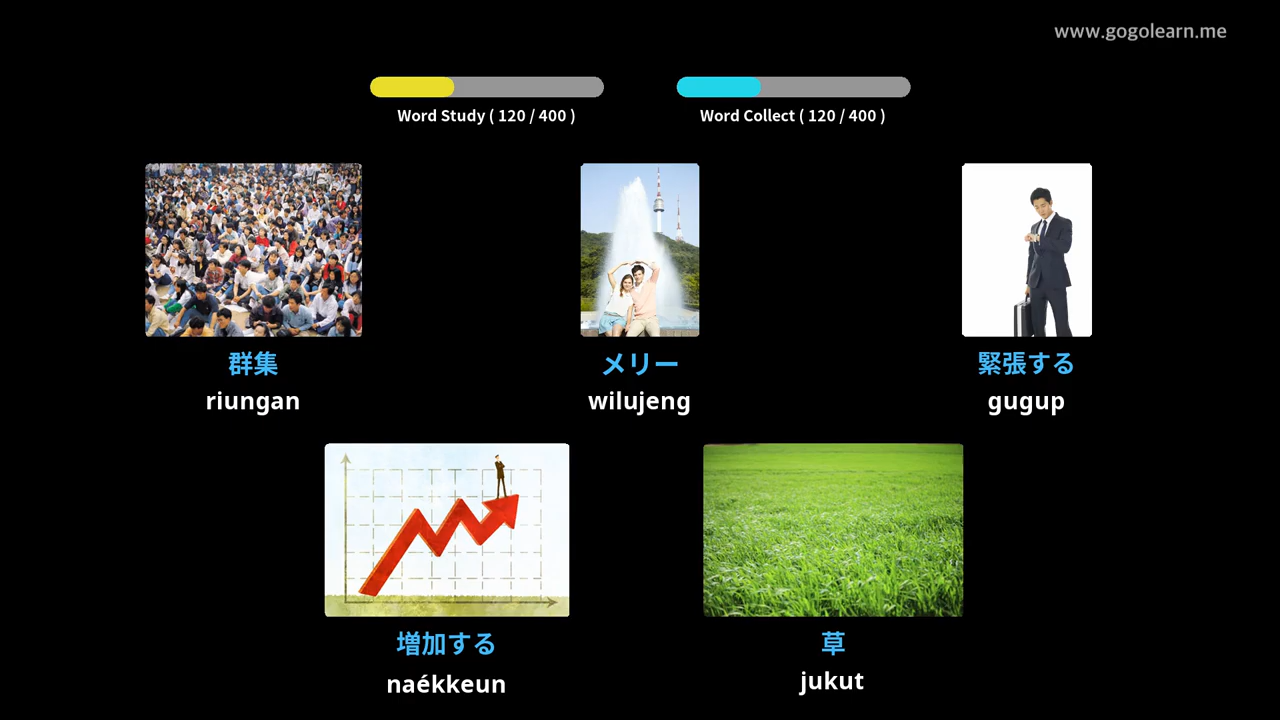 www.gogolearn.me
Word Study ( 120 / 400 )
Word Collect ( 120 / 400 )
群集
riungan
メリー
wilujeng
緊張する
gugup
増加する
naékkeun
草
jukut